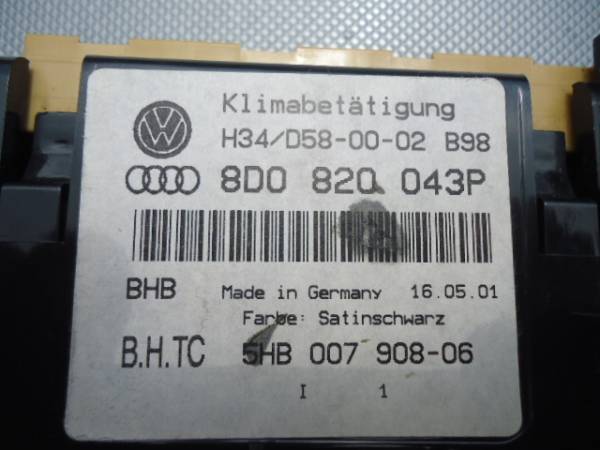 Klimabetätigung
H34/D58-00-02 B98
8D0 820 043P
BHB Made in Germany 16.05.01
Farbe: Satinschwarz
B.H.TC 5HB 007 908-06
I 1